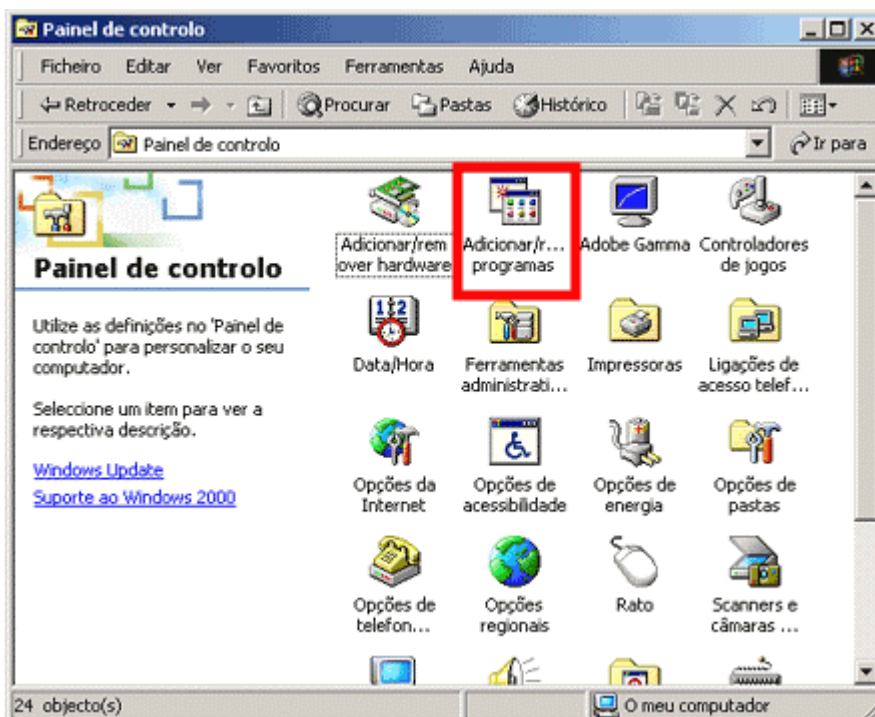 Painel de controlo
Ficheiro Editar Ver Favoritos Ferramentas Ajuda
Retroceder Procurar Pastas Histórico
Endereço Painel de controlo Ir para
Painel de controlo
Utilize as definições no 'Painel de
controlo' para personalizar o seu
computador.
Seleccione um item para ver a
respectiva descrição.
Windows Update
Suporte ao Windows 2000
Adicionar/rem
over hardware
Adicionar/r...
programas
Adobe Gamma
Controladores
de jogos
Data/Hora
Ferramentas
administrati...
Impressoras
Ligações de
acesso telef...
Opções da
Internet
Opções de
acessibilidade
Opções de
energia
Opções de
pastas
Opções de
telefon...
Opções
regionais
Rato
Scanners e
câmaras ...
24 objecto(s)
O meu computador